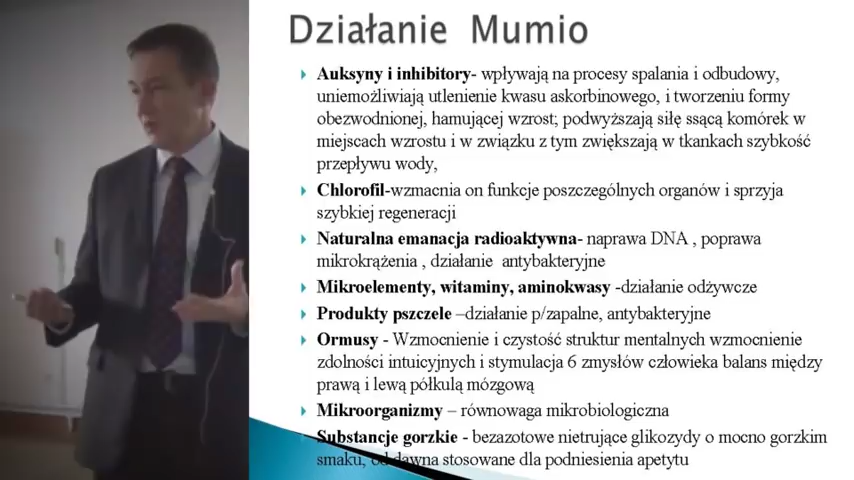 Działanie Mumio
Auksyny i inhibitory- wpływają na procesy spalania i odbudowy,
uniemożliwiają utlenienie kwasu askorbinowego, i tworzeniu formy
obezwodnionej, hamującej wzrost; podwyższają siłę ssącą komórek w
miejscach wzrostu i w związku z tym zwiększają w tkankach szybkość
przepływu wody,
Chlorofil-wzmacnia on funkcje poszczególnych organów i sprzyja
szybkiej regeneracji
Naturalna emanacja radioaktywna- naprawa DNA , poprawa
mikrokrążenia , działanie antybakteryjne
Mikroelementy, witaminy, aminokwasy -działanie odżywcze
Produkty pszczele –działanie p/zapalne, antybakteryjne
Ormusy - Wzmocnienie i czystość struktur mentalnych wzmocnienie
zdolności intuicyjnych i stymulacja 6 zmysłów człowieka balans między
prawą i lewą półkulą mózgową
Mikroorganizmy – równowaga mikrobiologiczna
Substancje gorzkie - bezazotowe nietrujące glikozydy o mocno gorzkim
smaku, od dawna stosowane dla podniesienia apetytu